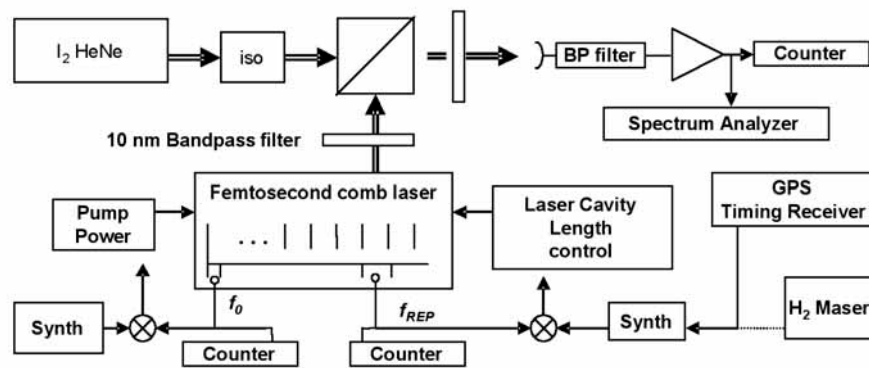 I2 HeNe
iso
BP filter
Counter
Spectrum Analyzer
10 nm Bandpass filter
Femtosecond comb laser
...
Pump
Power
Laser Cavity
Length
control
GPS
Timing Receiver
f0
fREP
Synth
Synth
H2 Maser
Counter
Counter